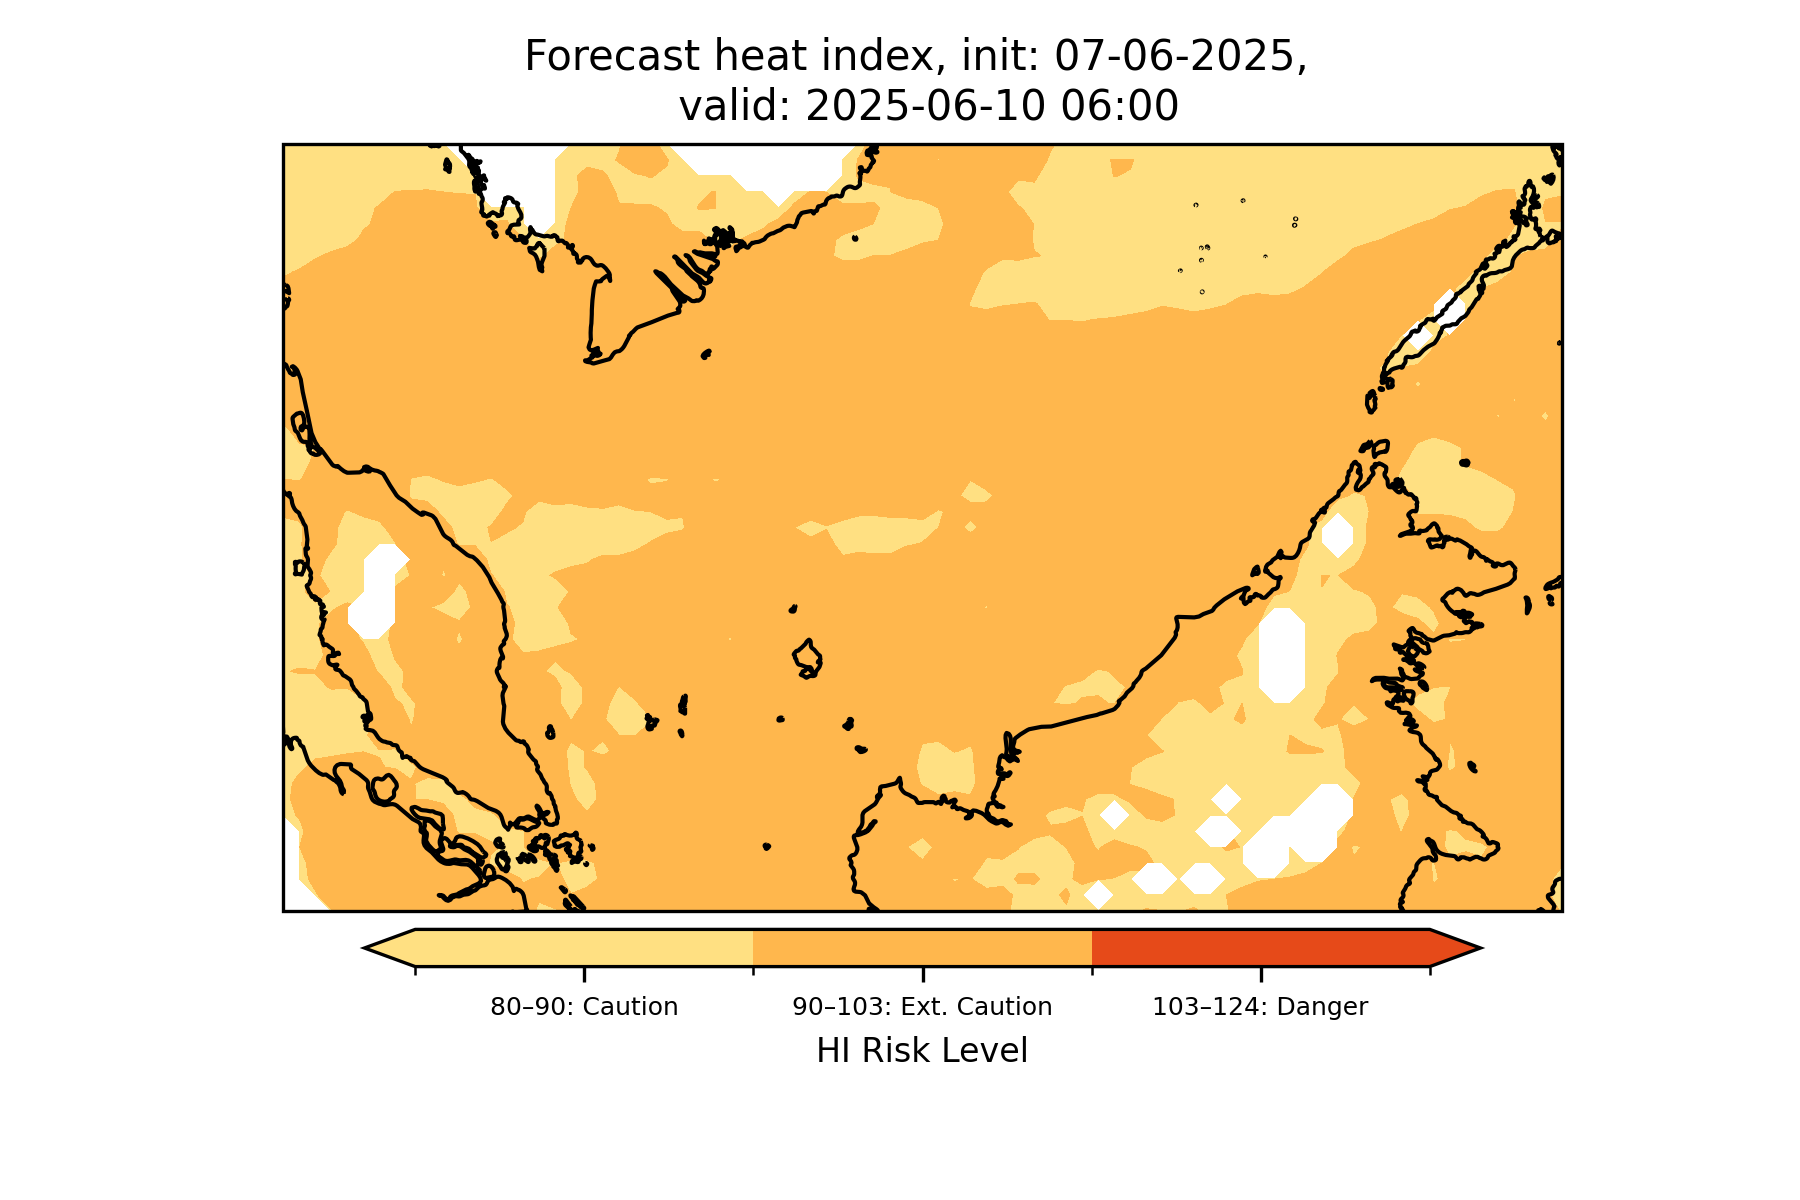 Forecast heat index, init: 07-06-2025,
valid: 2025-06-10 06:00
80–90: Caution
90–103: Ext. Caution
103–124: Danger
HI Risk Level